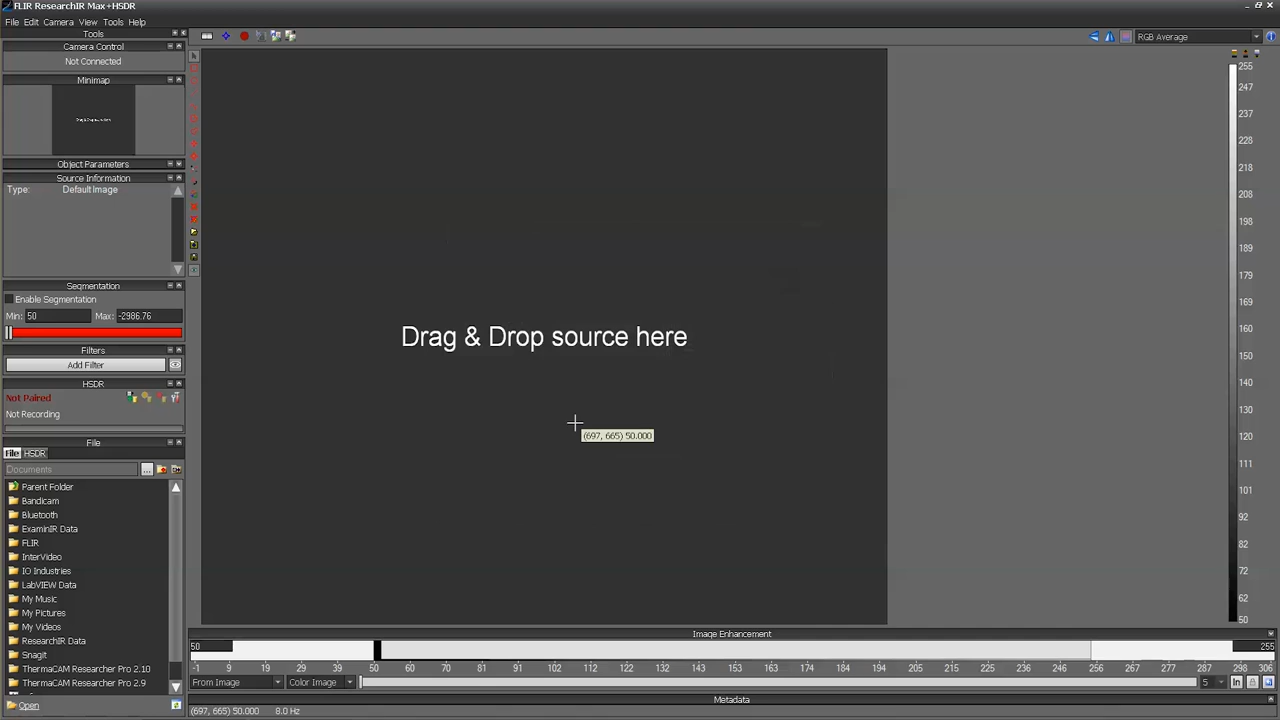 FLIR ResearchIR Max+HSDR
File Edit Camera View Tools Help
Tools
Camera Control
Not Connected
Minimap
Object Parameters
Source Information
Type: Default Image
Segmentation
Enable Segmentation
Min: 50 Max: -2986.76
Filters
Add Filter
HSDR
Not Paired
Not Recording
File
File HSDR
Documents ...
Parent Folder
Bandicam
Bluetooth
ExaminIR Data
FLIR
InterVideo
IO Industries
LabVIEW Data
My Music
My Pictures
My Videos
ResearchIR Data
Snagit
ThermaCAM Researcher Pro 2.10
ThermaCAM Researcher Pro 2.9
Open
RGB Average
Drag & Drop source here
(697, 665) 50.000
255
247
237
228
218
208
198
189
179
169
160
150
140
130
120
111
101
92
82
72
62
50
Image Enhancement
50 255
-1 9 19 29 39 50 60 70 81 91 102 112 122 132 143 153 163 173 184 194 204 215 225 235 246 256 267 277 287 298 306
From Image Color Image 5 In
Metadata
(697, 665) 50.000 8.0 Hz